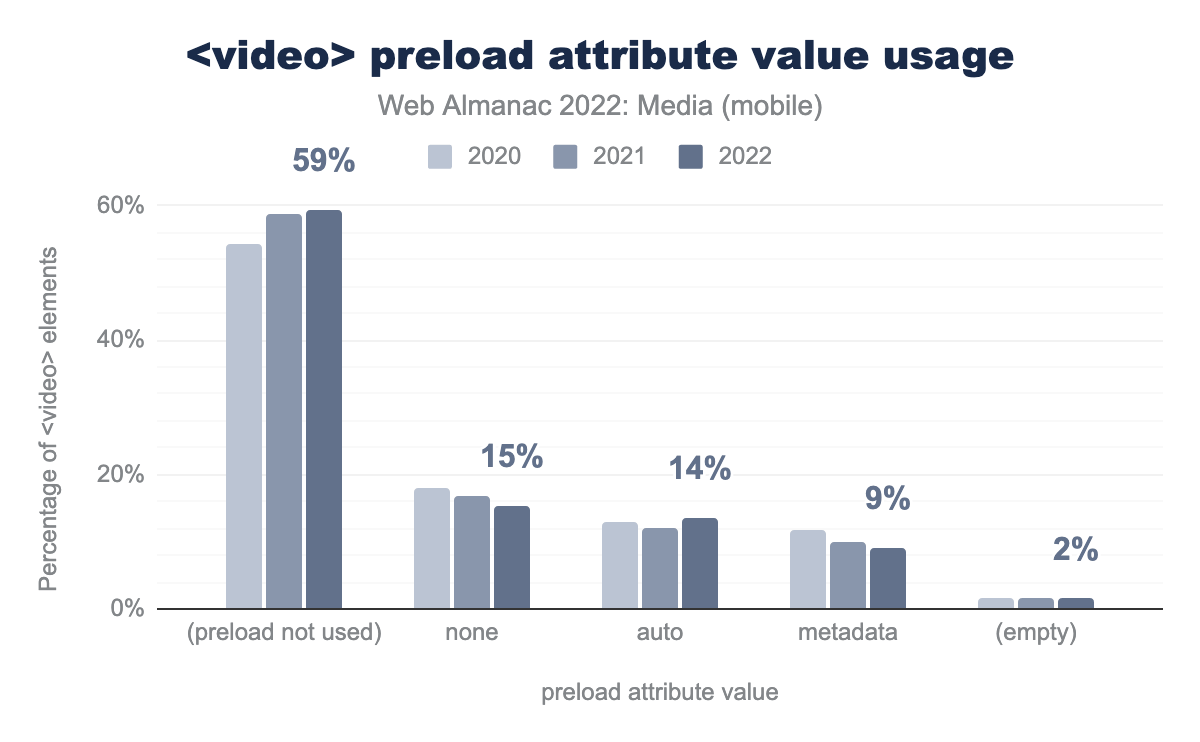 <video> preload attribute value usage
Web Almanac 2022: Media (mobile)
2020 2021 2022
59%
15%
14%
9%
2%
60%
40%
20%
0%
Percentage of <video> elements
(preload not used) none auto metadata (empty)
preload attribute value